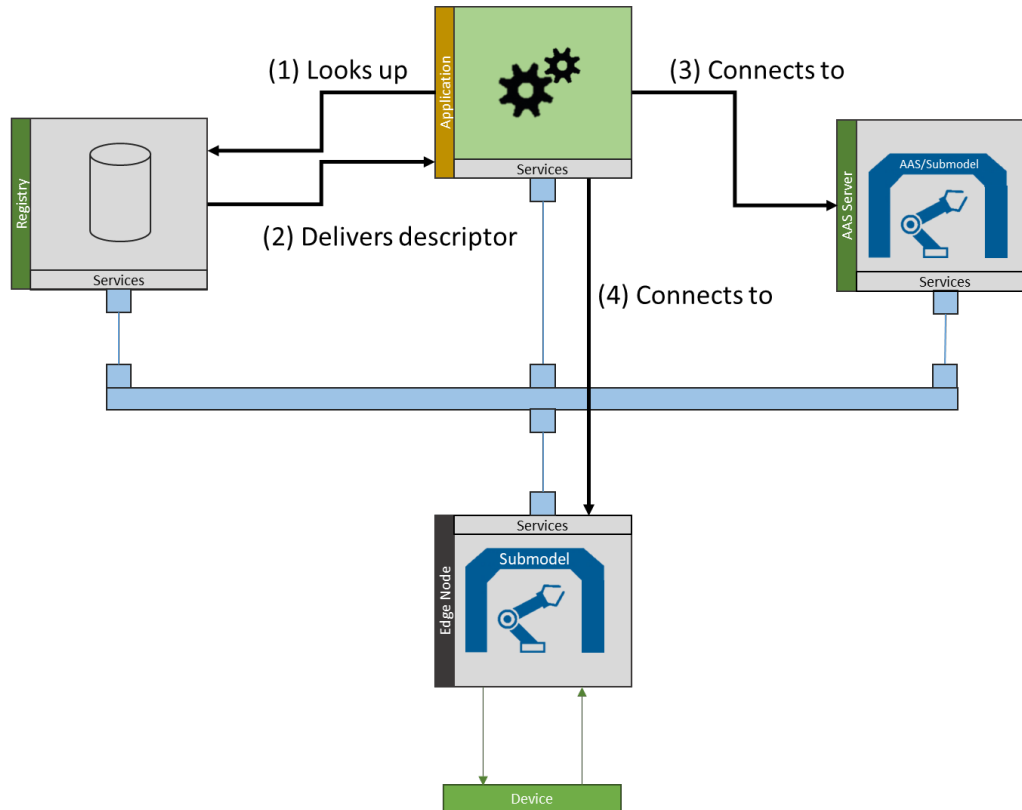 (1) Looks up
Application
Services
(3) Connects to
Registry
Services
(2) Delivers descriptor
AAS Server
AAS/Submodel
Services
(4) Connects to
Edge Node
Services
Submodel
Device